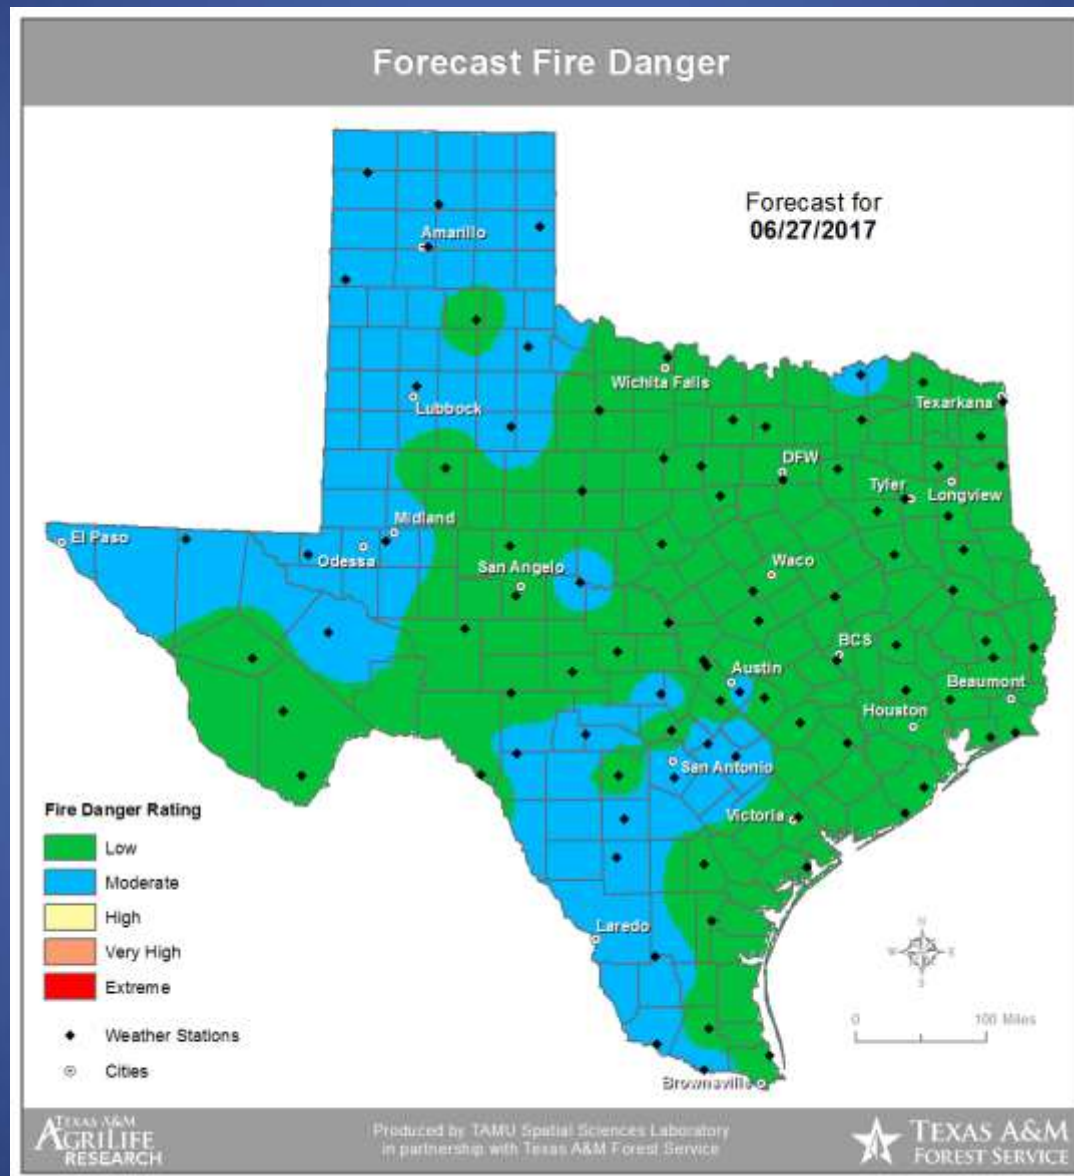 Forecast Fire Danger
Forecast for
06/27/2017
Amarillo
Wichita Falls
Lubbock
Texarkana
DFW
Tyler
Longview
Midland
El Paso
Odessa
San Angelo
Waco
BCS
Austin
Beaumont
Houston
San Antonio
Victoria
Laredo
Brownsville
Fire Danger Rating
Low
Moderate
High
Very High
Extreme
Weather Stations
Cities
N
W E
S
0 100 Miles
TEXAS A&M
AGRILIFE
RESEARCH
Produced by TAMU Spatial Sciences Laboratory
in partnership with Texas A&M Forest Service
TEXAS A&M
FOREST SERVICE